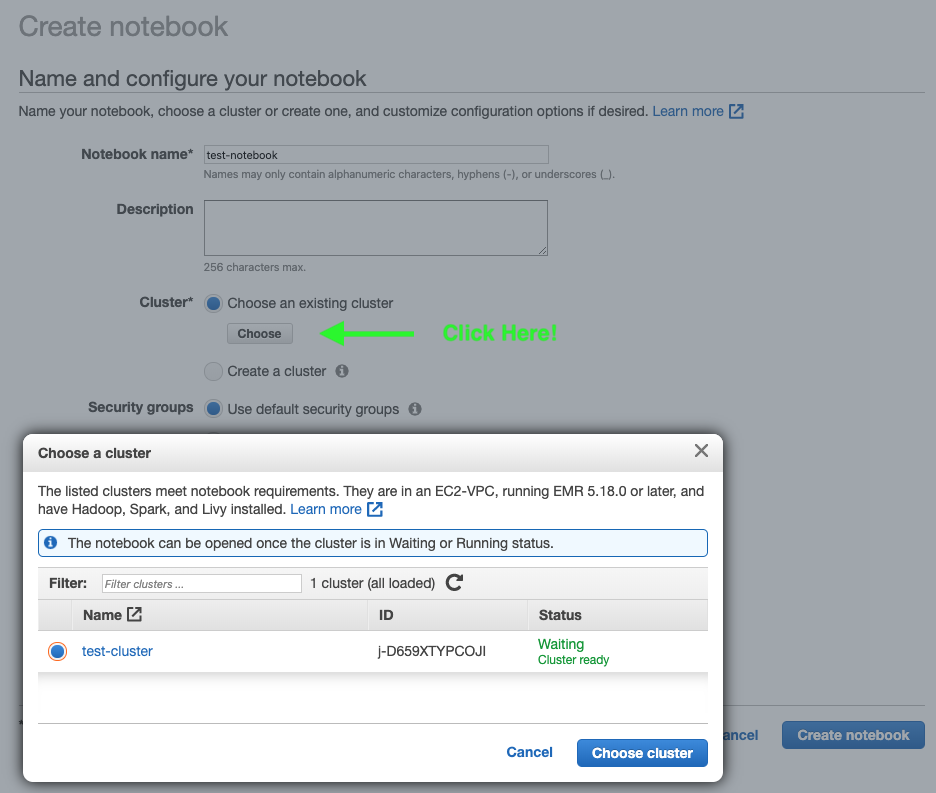 Create notebook
Name and configure your notebook
Name your notebook, choose a cluster or create one, and customize configuration options if desired. Learn more
Notebook name* test-notebook
Names may only contain alphanumeric characters, hyphens (-), or underscores (_).
Description
256 characters max.
Cluster* Choose an existing cluster
Choose Click Here!
Create a cluster
Security groups Use default security groups
Choose a cluster
The listed clusters meet notebook requirements. They are in an EC2-VPC, running EMR 5.18.0 or later, and
have Hadoop, Spark, and Livy installed. Learn more
The notebook can be opened once the cluster is in Waiting or Running status.
Filter: Filter clusters ... 1 cluster (all loaded)
Name ID Status
test-cluster j-D659XTYPCOJI Waiting
Cluster ready
* ancel Create notebook
Cancel Choose cluster